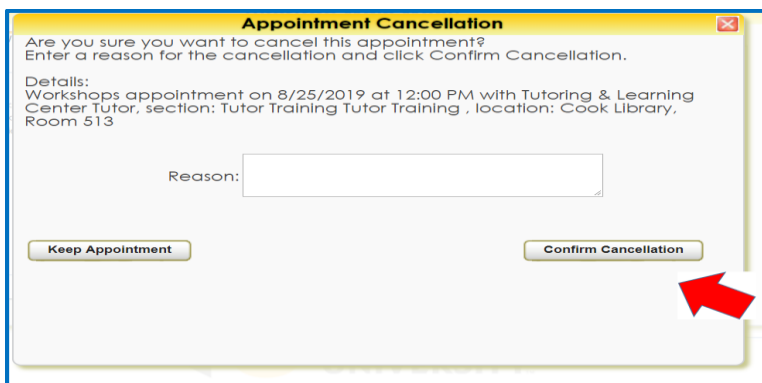 Appointment Cancellation
Are you sure you want to cancel this appointment?
Enter a reason for the cancellation and click Confirm Cancellation.
Details:
Workshops appointment on 8/25/2019 at 12:00 PM with Tutoring & Learning
Center Tutor, section: Tutor Training Tutor Training , location: Cook Library,
Room 513
Reason:
Keep Appointment
Confirm Cancellation